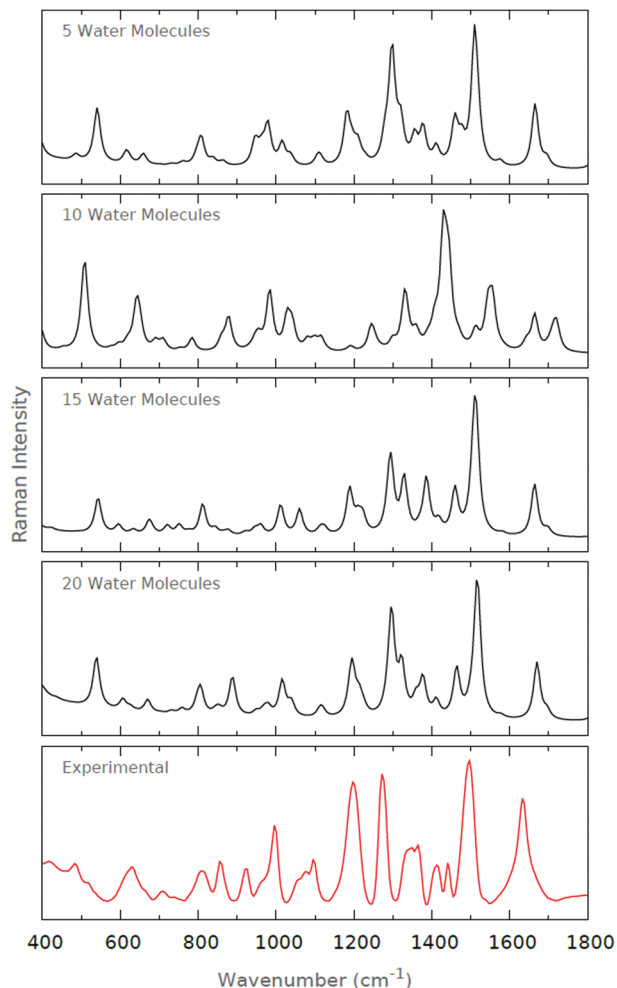 5 Water Molecules
10 Water Molecules
15 Water Molecules
20 Water Molecules
Experimental
Raman Intensity
400 600 800 1000 1200 1400 1600 1800
Wavenumber (cm⁻¹)